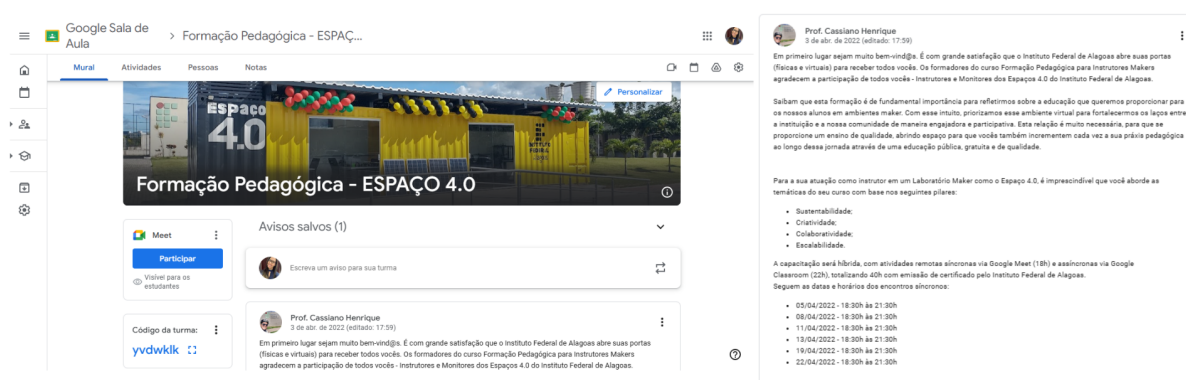 Google Sala de
Aula
> Formação Pedagógica - ESPAÇ...
Mural Atividades Pessoas Notas
Personalizar
Espaço
4.0
Formação Pedagógica - ESPAÇO 4.0
Meet
Participar
Visível para os
estudantes
Código da turma:
yvdwklk
Avisos salvos (1)
Escreva um aviso para sua turma
Prof. Cassiano Henrique
3 de abr. de 2022 (editado: 17:59)
Em primeiro lugar sejam muito bem-vind@s. É com grande satisfação que o Instituto Federal de Alagoas abre suas portas
(físicas e virtuais) para receber todos vocês. Os formadores do curso Formação Pedagógica para Instrutores Makers
agradecem a participação de todos vocês - Instrutores e Monitores dos Espaços 4.0 do Instituto Federal de Alagoas.
Prof. Cassiano Henrique
3 de abr. de 2022 (editado: 17:59)
Em primeiro lugar sejam muito bem-vind@s. É com grande satisfação que o Instituto Federal de Alagoas abre suas portas
(físicas e virtuais) para receber todos vocês. Os formadores do curso Formação Pedagógica para Instrutores Makers
agradecem a participação de todos vocês - Instrutores e Monitores dos Espaços 4.0 do Instituto Federal de Alagoas.
Saibam que esta formação é de fundamental importância para refletirmos sobre a educação que queremos proporcionar para
os nossos alunos em ambientes maker. Com esse intuito, priorizamos esse ambiente virtual para fortalecermos os laços entre
a instituição e a nossa comunidade de maneira engajadora e participativa. Esta relação é muito necessária, para que se
proporcione um ensino de qualidade, abrindo espaço para que vocês também incrementem cada vez a sua práxis pedagógica
ao longo dessa jornada através de uma educação pública, gratuita e de qualidade.
Para a sua atuação como instrutor em um Laboratório Maker como o Espaço 4.0, é imprescindível que você aborde as
temáticas do seu curso com base nos seguintes pilares:
• Sustentabilidade;
• Criatividade;
• Colaboratividade;
• Escalabilidade.
A capacitação será híbrida, com atividades remotas síncronas via Google Meet (18h) e assíncronas via Google
Classroom (22h), totalizando 40h com emissão de certificado pelo Instituto Federal de Alagoas.
Seguem as datas e horários dos encontros síncronos:
• 05/04/2022 - 18:30h às 21:30h
• 08/04/2022 - 18:30h às 21:30h
• 11/04/2022 - 18:30h às 21:30h
• 13/04/2022 - 18:30h às 21:30h
• 19/04/2022 - 18:30h às 21:30h
• 22/04/2022 - 18:30h às 21:30h